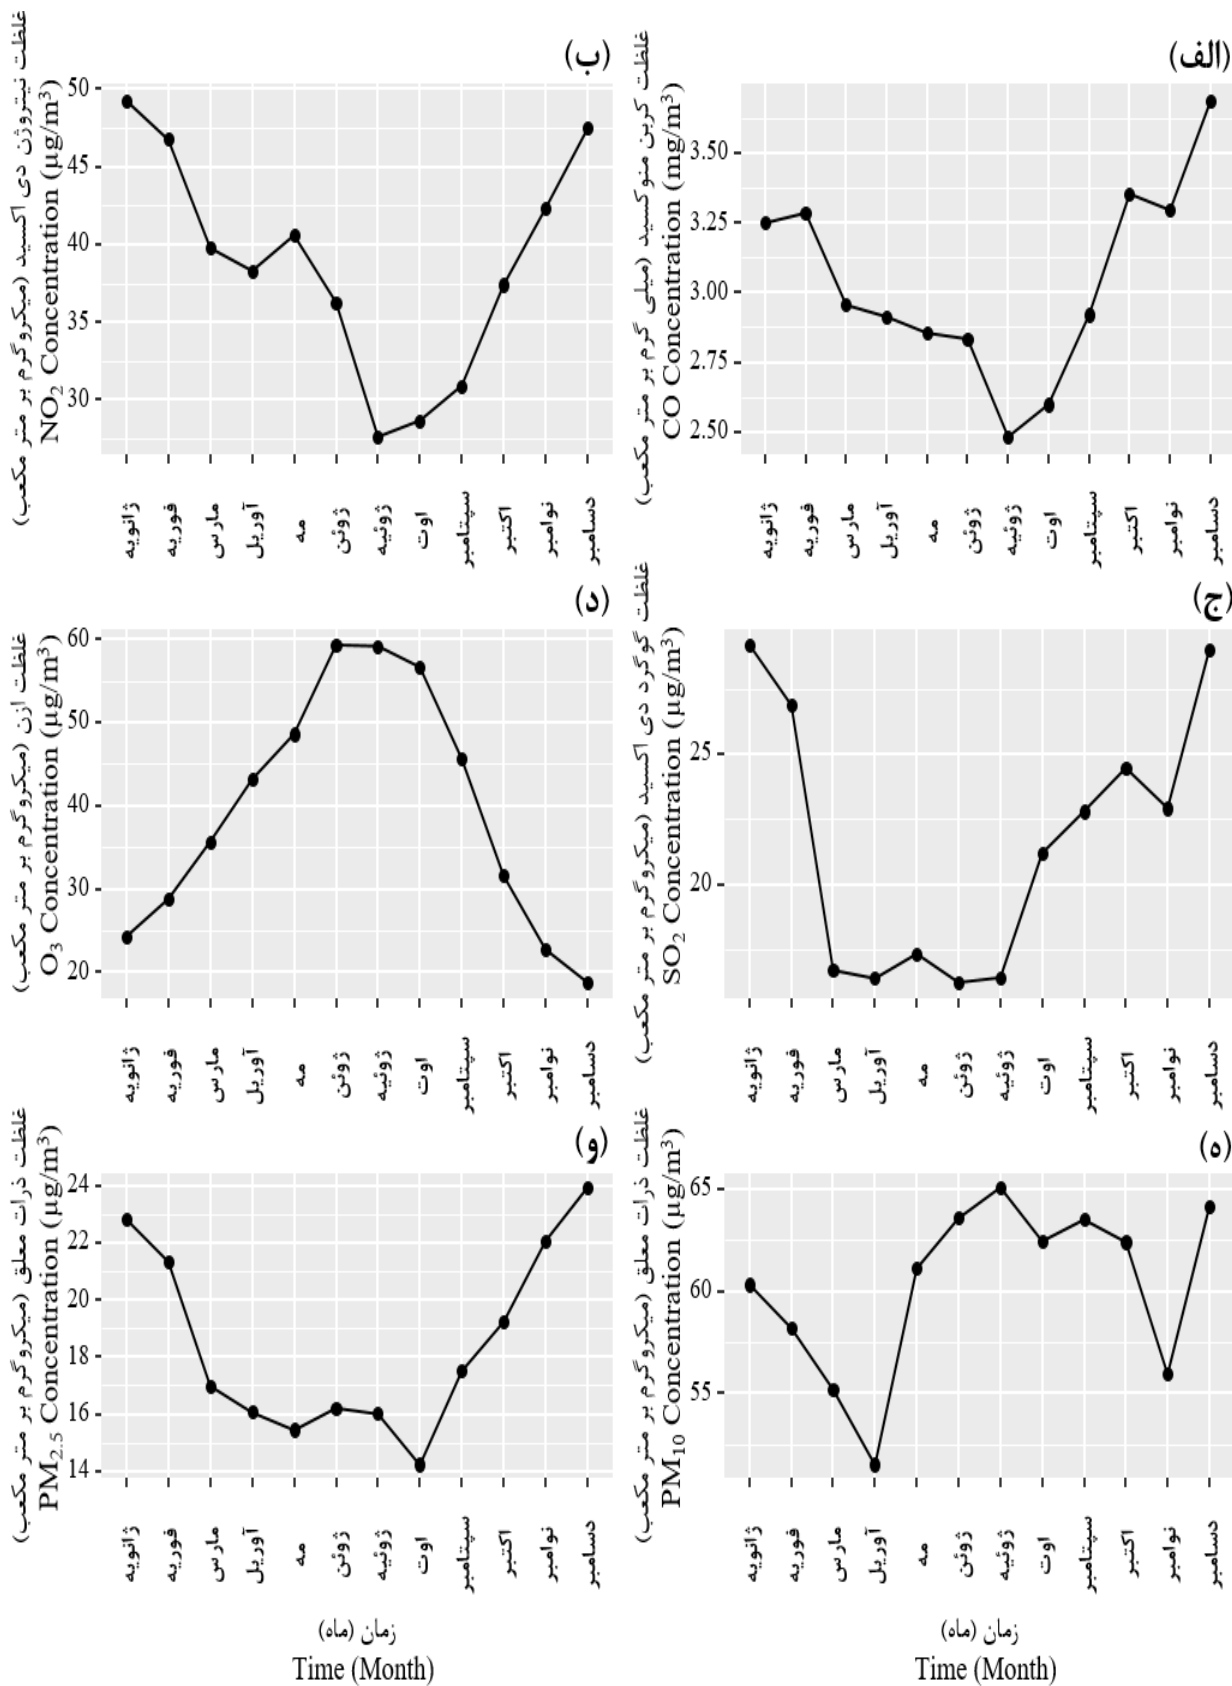 (الف)
غلظت کربن منوکسید (میلی گرم بر متر مکعب)
CO Concentration (mg/m³)
3.50
3.25
3.00
2.75
2.50
ژانویه
فوریه
مارس
آوریل
مه
ژوئن
ژوئیه
اوت
سپتامبر
اکتبر
نوامبر
دسامبر
(ب)
غلظت نیتروژن دی اکسید (میکروگرم بر متر مکعب)
NO₂ Concentration (µg/m³)
50
45
40
35
30
ژانویه
فوریه
مارس
آوریل
مه
ژوئن
ژوئیه
اوت
سپتامبر
اکتبر
نوامبر
دسامبر
(ج)
غلظت گوگرد دی اکسید (میکروگرم بر متر مکعب)
SO₂ Concentration (µg/m³)
25
20
ژانویه
فوریه
مارس
آوریل
مه
ژوئن
ژوئیه
اوت
سپتامبر
اکتبر
نوامبر
دسامبر
(د)
غلظت ازن (میکروگرم بر متر مکعب)
O₃ Concentration (µg/m³)
60
50
40
30
20
ژانویه
فوریه
مارس
آوریل
مه
ژوئن
ژوئیه
اوت
سپتامبر
اکتبر
نوامبر
دسامبر
(ه)
غلظت ذرات معلق (میکروگرم بر متر مکعب)
PM₁₀ Concentration (µg/m³)
65
60
55
ژانویه
فوریه
مارس
آوریل
مه
ژوئن
ژوئیه
اوت
سپتامبر
اکتبر
نوامبر
دسامبر
زمان (ماه)
Time (Month)
(و)
غلظت ذرات معلق (میکروگرم بر متر مکعب)
PM₂.₅ Concentration (µg/m³)
24
22
20
18
16
14
ژانویه
فوریه
مارس
آوریل
مه
ژوئن
ژوئیه
اوت
سپتامبر
اکتبر
نوامبر
دسامبر
زمان (ماه)
Time (Month)